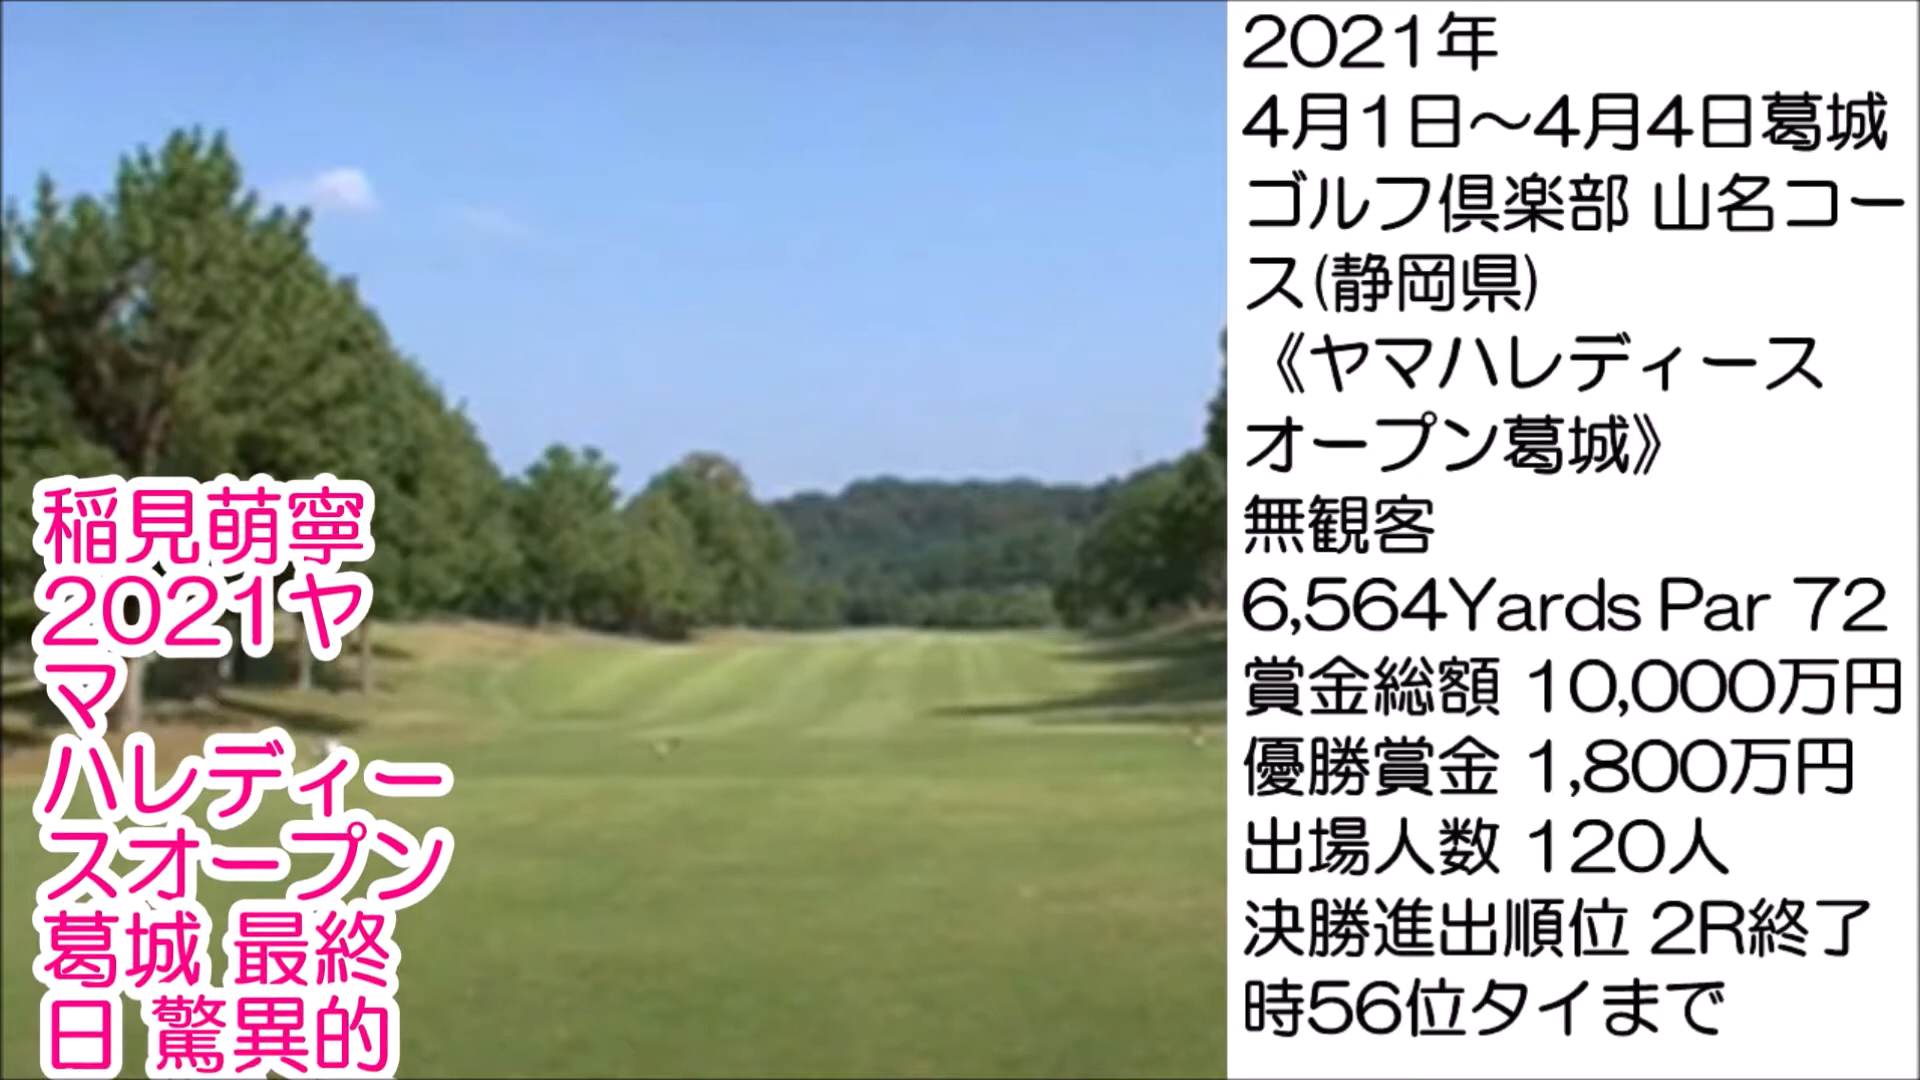 稲見萌寧
2021ヤ
マ
ハレディー
スオープン
葛城 最終
日 驚異的
2021年
4月1日～4月4日葛城
ゴルフ倶楽部 山名コー
ス(静岡県)
《ヤマハレディース
オープン葛城》
無観客
6,564Yards Par 72
賞金総額 10,000万円
優勝賞金 1,800万円
出場人数 120人
決勝進出順位 2R終了
時56位タイまで